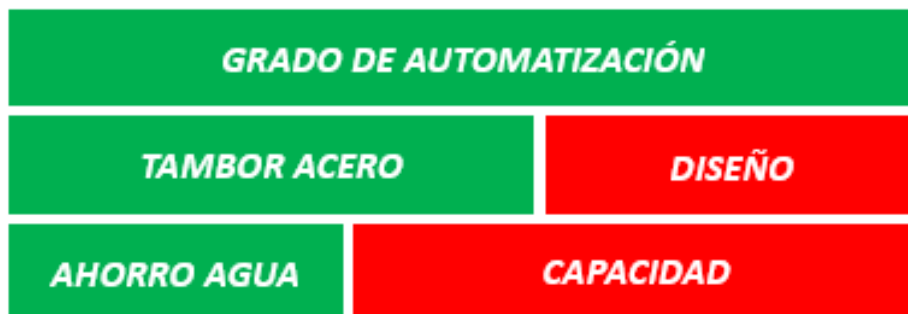 GRADO DE AUTOMATIZACIÓN
TAMBOR ACERO
DISEÑO
AHORRO AGUA
CAPACIDAD